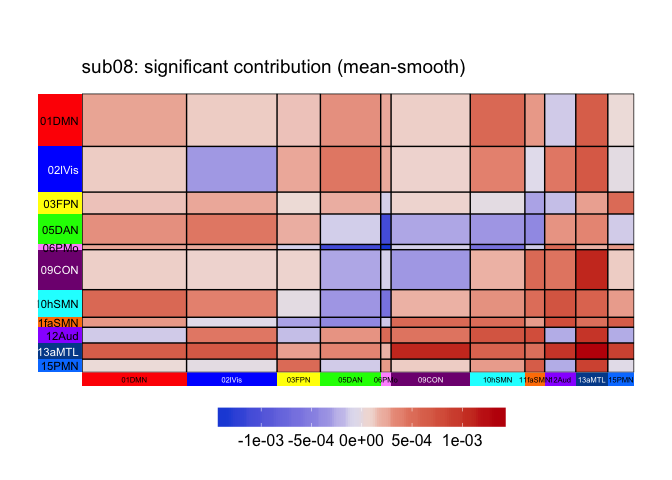 sub08: significant contribution (mean-smooth)
01DMN
02lVis
03FPN
05DAN
06PMo
09CON
10hSMN
11faSMN
12Aud
13aMTL
15PMN
01DMN 02lVis 03FPN 05DAN 06PMo 09CON 10hSMN 11faSMN 12Aud 13aMTL 15PMN
-1e-03 -5e-04 0e+00 5e-04 1e-03